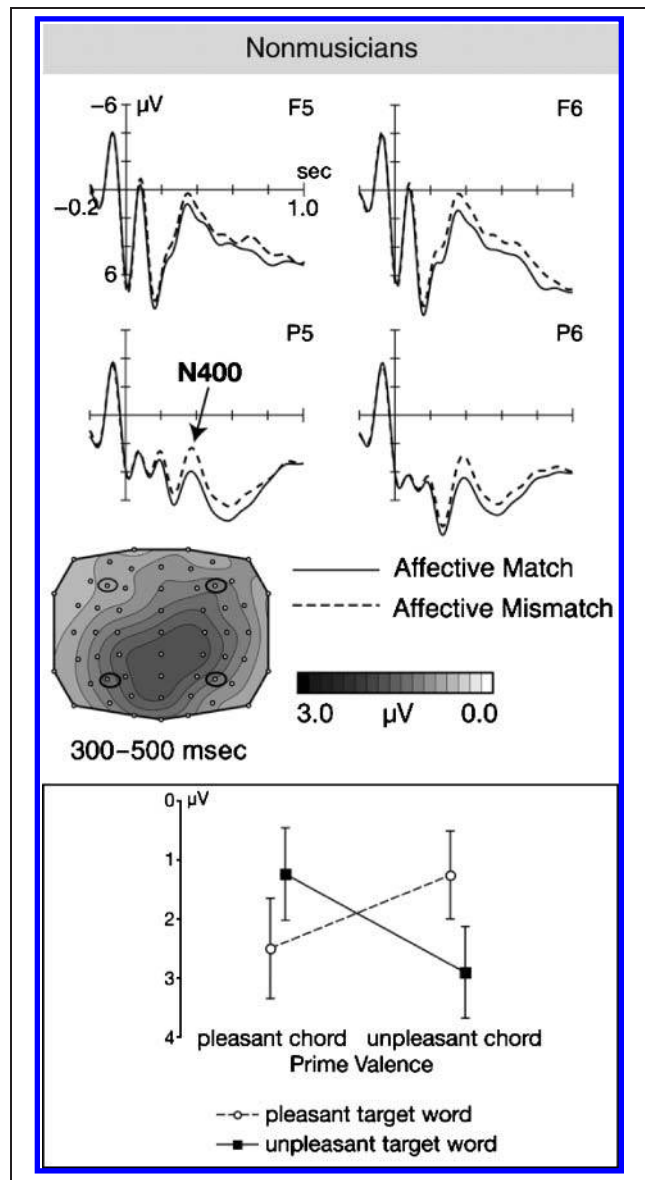 Nonmusicians
−6 μV F5 F6
sec
−0.2 1.0
6
P5 P6
N400
Affective Match
Affective Mismatch
3.0 μV 0.0
300–500 msec
0 μV
1
2
3
4
pleasant chord unpleasant chord
Prime Valence
pleasant target word
unpleasant target word